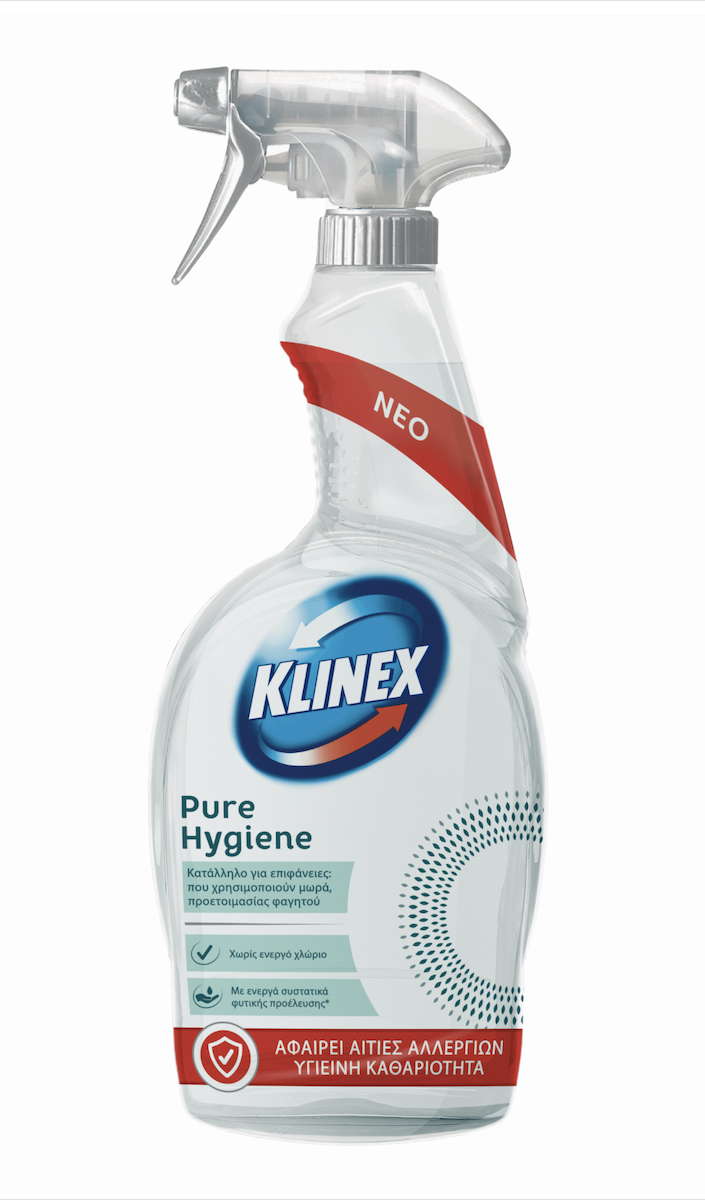 ΝΕΟ
KLINEX
Pure
Hygiene
Κατάλληλο για επιφάνειες:
που χρησιμοποιούν μωρά,
προετοιμασίας φαγητού
Χωρίς ενεργό χλώριο
Με ενεργά συστατικά
φυτικής προέλευσης*
ΑΦΑΙΡΕΙ ΑΙΤΙΕΣ ΑΛΛΕΡΓΙΩΝ
ΥΓΙΕΙΝΗ ΚΑΘΑΡΙΟΤΗΤΑ